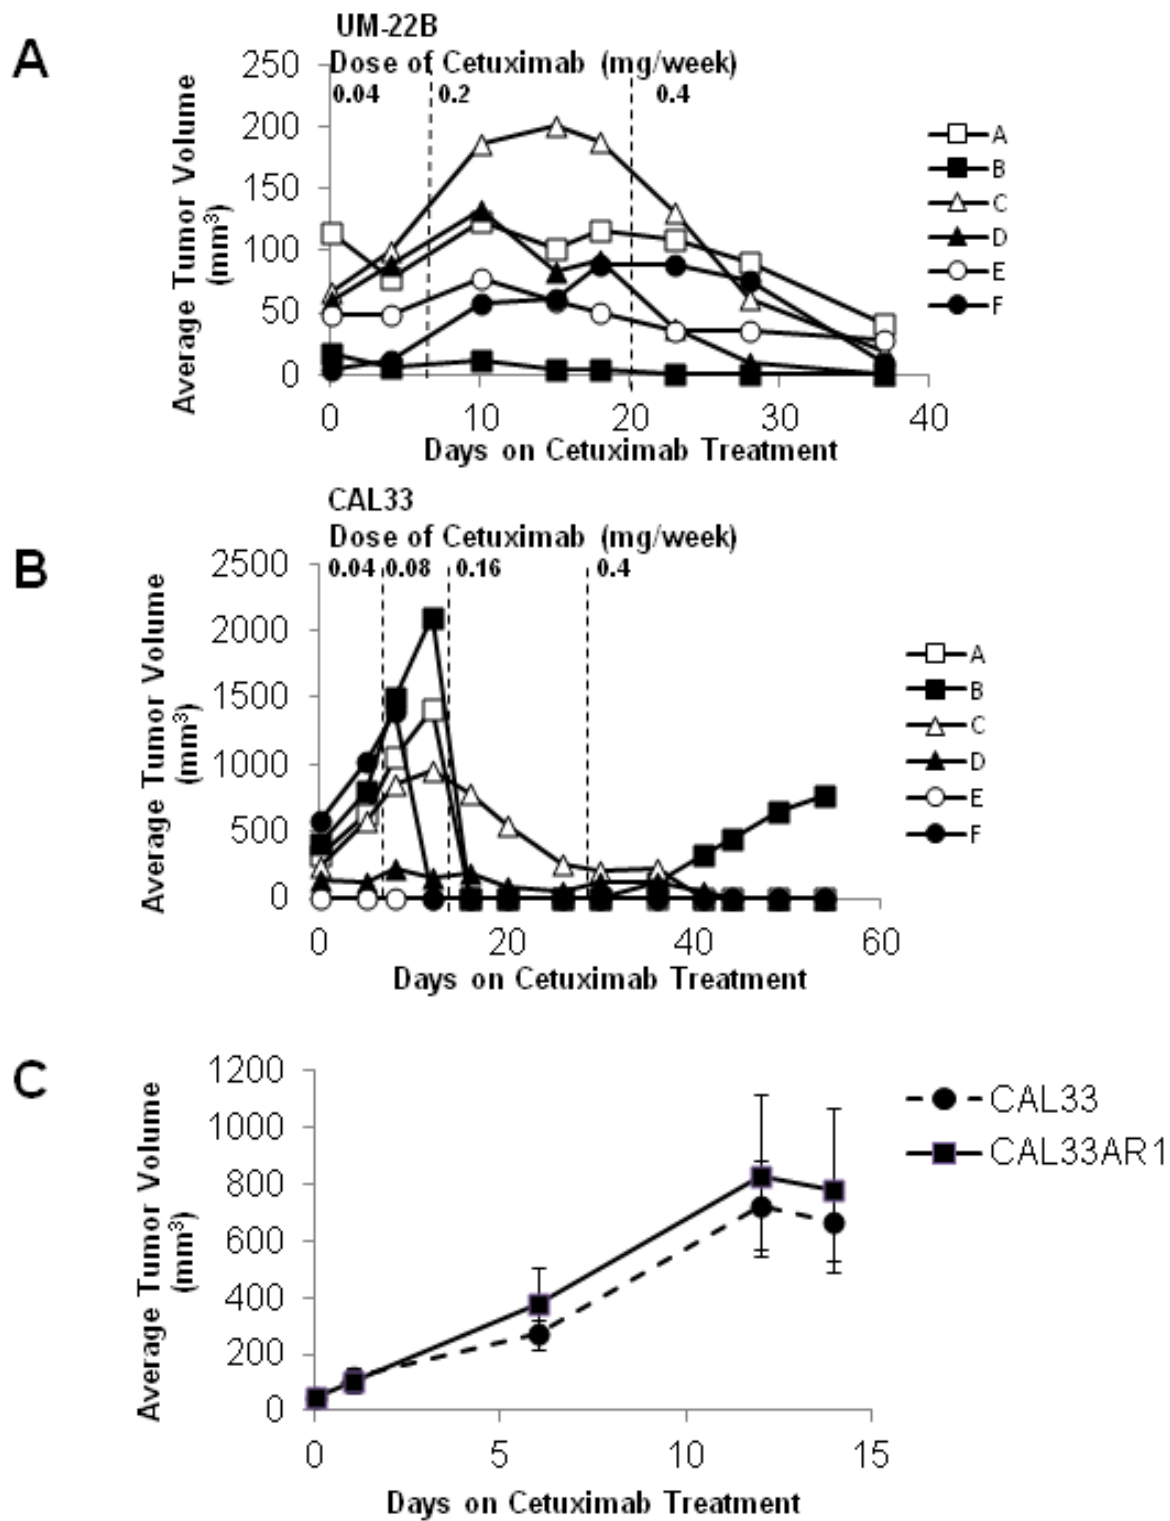 A
UM-22B
Dose of Cetuximab (mg/week)
0.04 0.2 0.4
250
200
150
100
50
0
Average Tumor Volume
(mm³)
0 10 20 30 40
Days on Cetuximab Treatment
A
B
C
D
E
F
B
CAL33
Dose of Cetuximab (mg/week)
0.04 0.08 0.16 0.4
2500
2000
1500
1000
500
0
Average Tumor Volume
(mm³)
0 20 40 60
Days on Cetuximab Treatment
A
B
C
D
E
F
C
1200
1000
800
600
400
200
0
Average Tumor Volume
(mm³)
0 5 10 15
Days on Cetuximab Treatment
CAL33
CAL33AR1